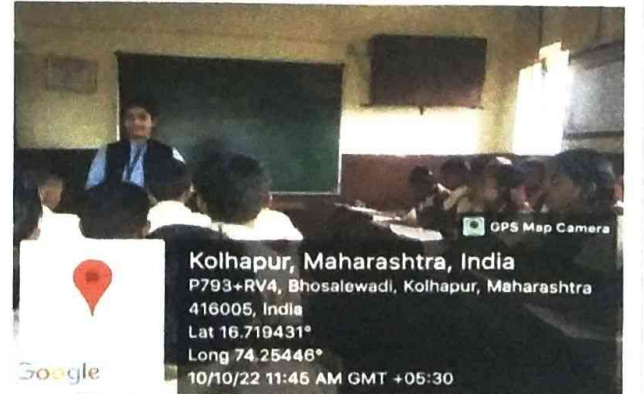 GPS Map Camera
Kolhapur, Maharashtra, India
P793+RV4, Bhosalewadi, Kolhapur, Maharashtra
416005, India
Lat 16.719431°
Long 74.25446°
10/10/22 11:45 AM GMT +05:30
Google